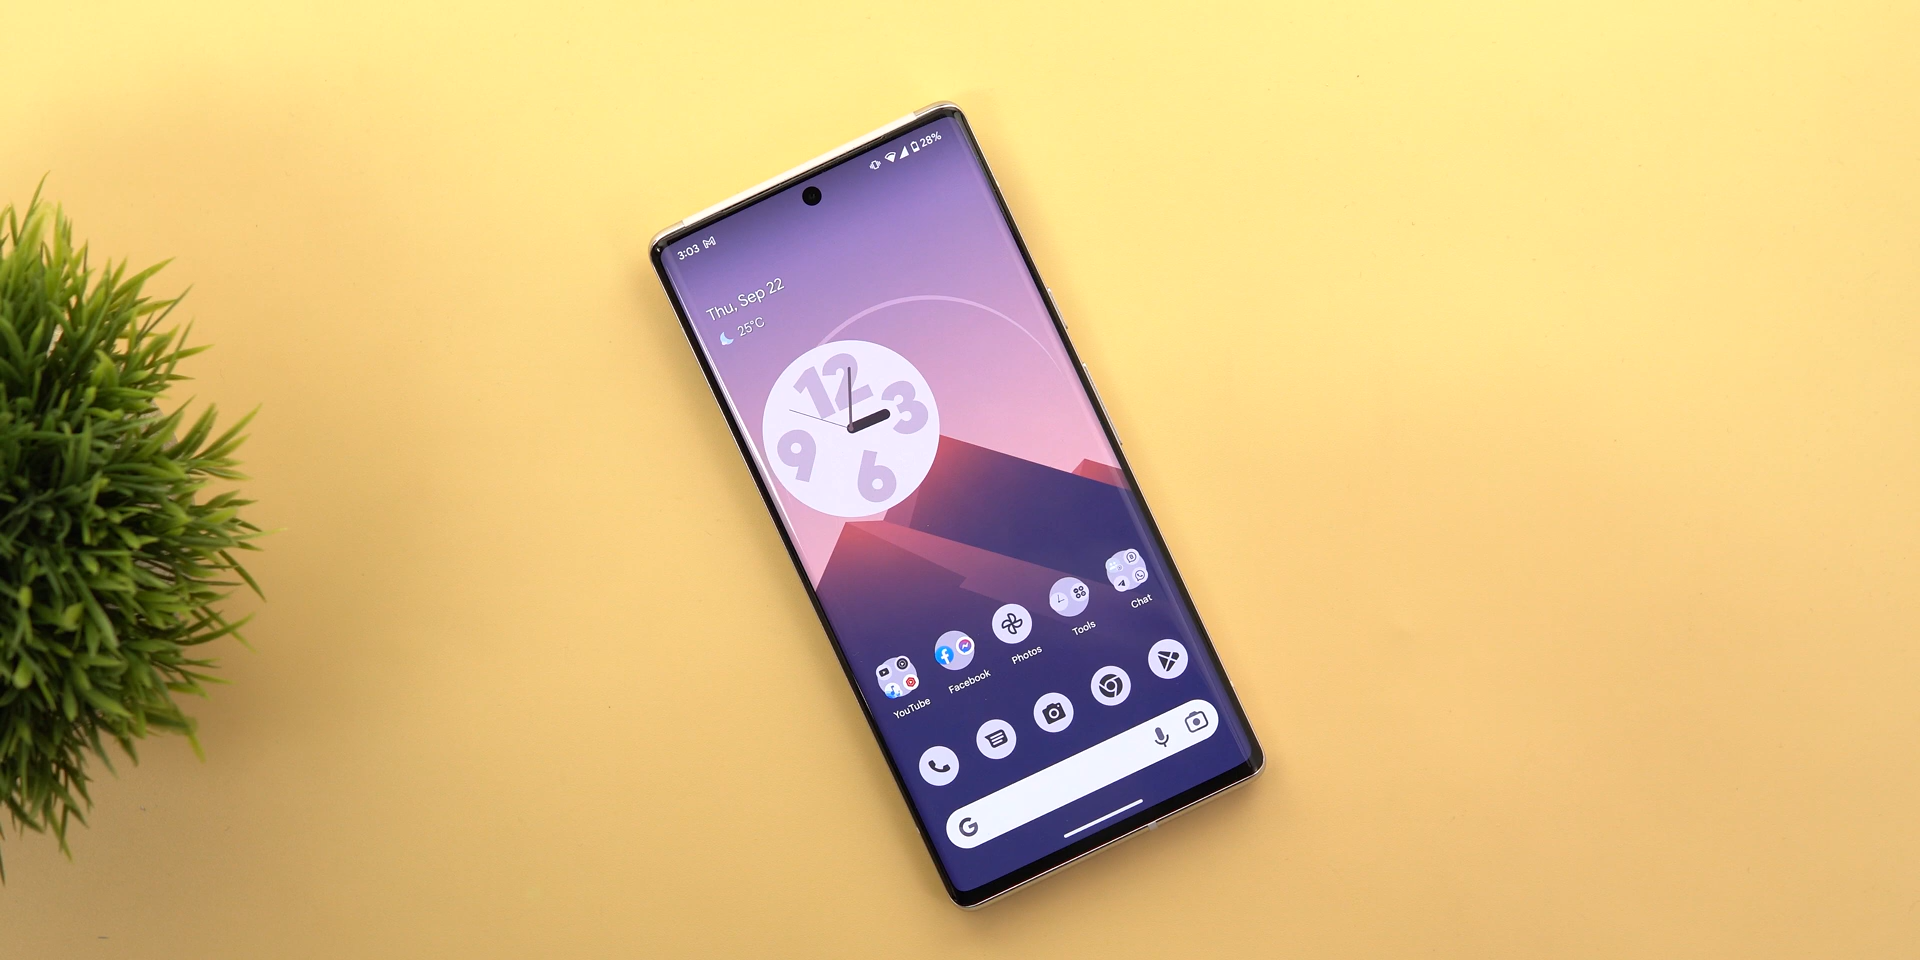 3:03
28%
Thu, Sep 22
25°C
12
3
6
9
YouTube
Facebook
Photos
Tools
Chat
G